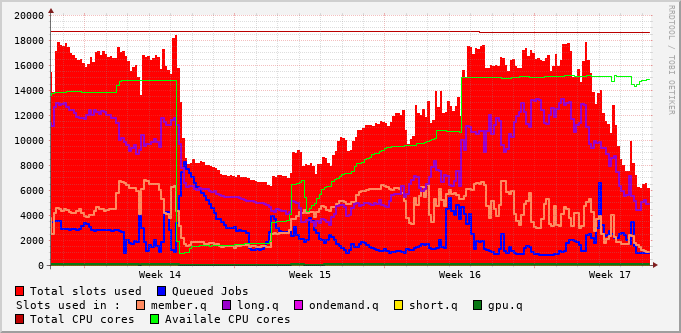 RRDTOOL / TOBI OETIKER
20000
18000
16000
14000
12000
10000
8000
6000
4000
2000
0
Week 14 Week 15 Week 16 Week 17
Total slots used Queued Jobs
Slots used in : member.q long.q ondemand.q short.q gpu.q
Total CPU cores Availale CPU cores